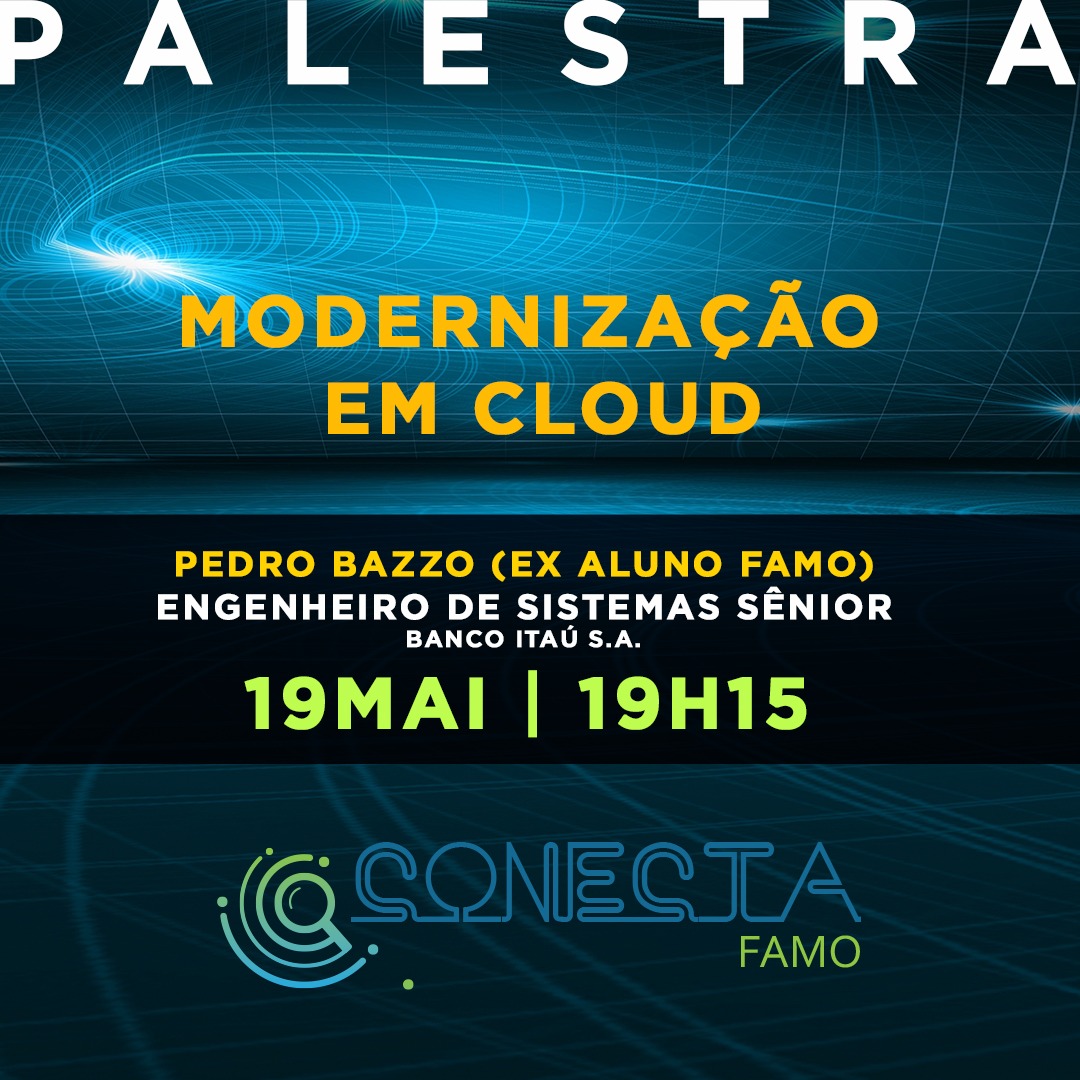 PALESTRA
MODERNIZAÇÃO
EM CLOUD
PEDRO BAZZO (EX ALUNO FAMO)
ENGENHEIRO DE SISTEMAS SÊNIOR
BANCO ITAÚ S.A.
19MAI | 19H15
CONECTA
FAMO